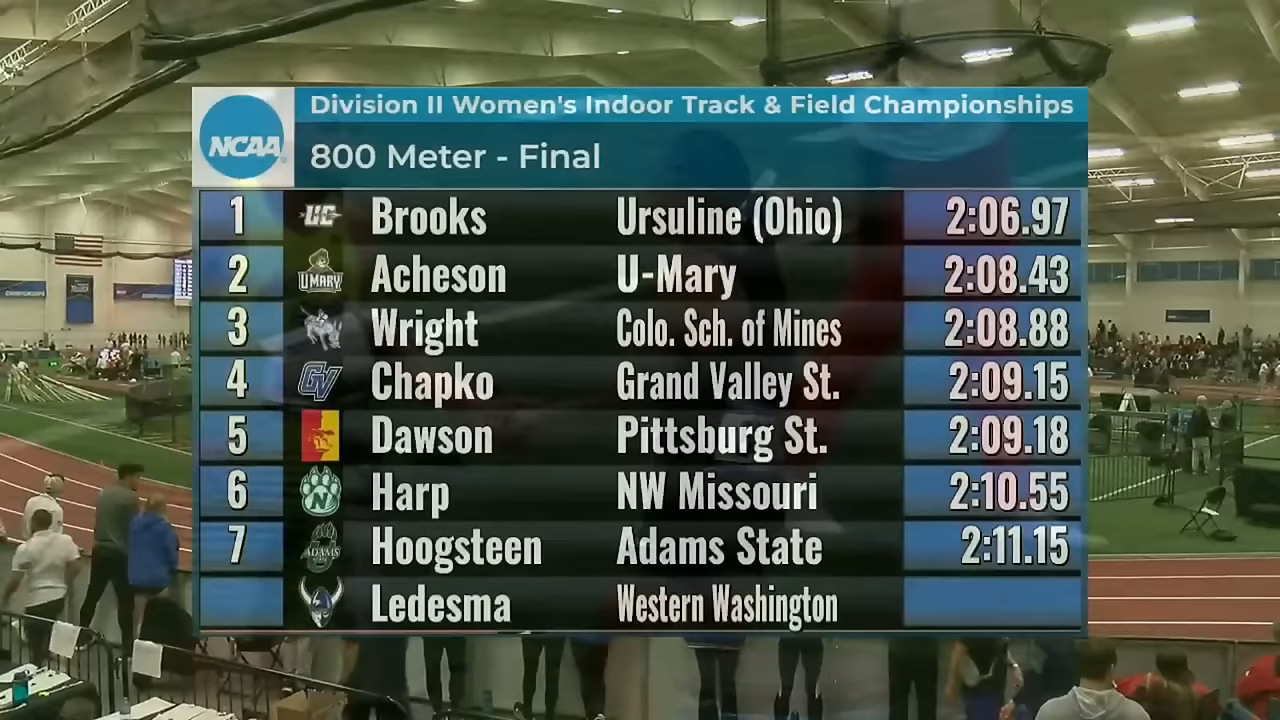 NCAA
Division II Women's Indoor Track & Field Championships
800 Meter - Final
1 UC Brooks Ursuline (Ohio) 2:06.97
2 UMARY Acheson U-Mary 2:08.43
3 Wright Colo. Sch. of Mines 2:08.88
4 GV Chapko Grand Valley St. 2:09.15
5 Dawson Pittsburg St. 2:09.18
6 N Harp NW Missouri 2:10.55
7 ADAMS Hoogsteen Adams State 2:11.15
Ledesma Western Washington